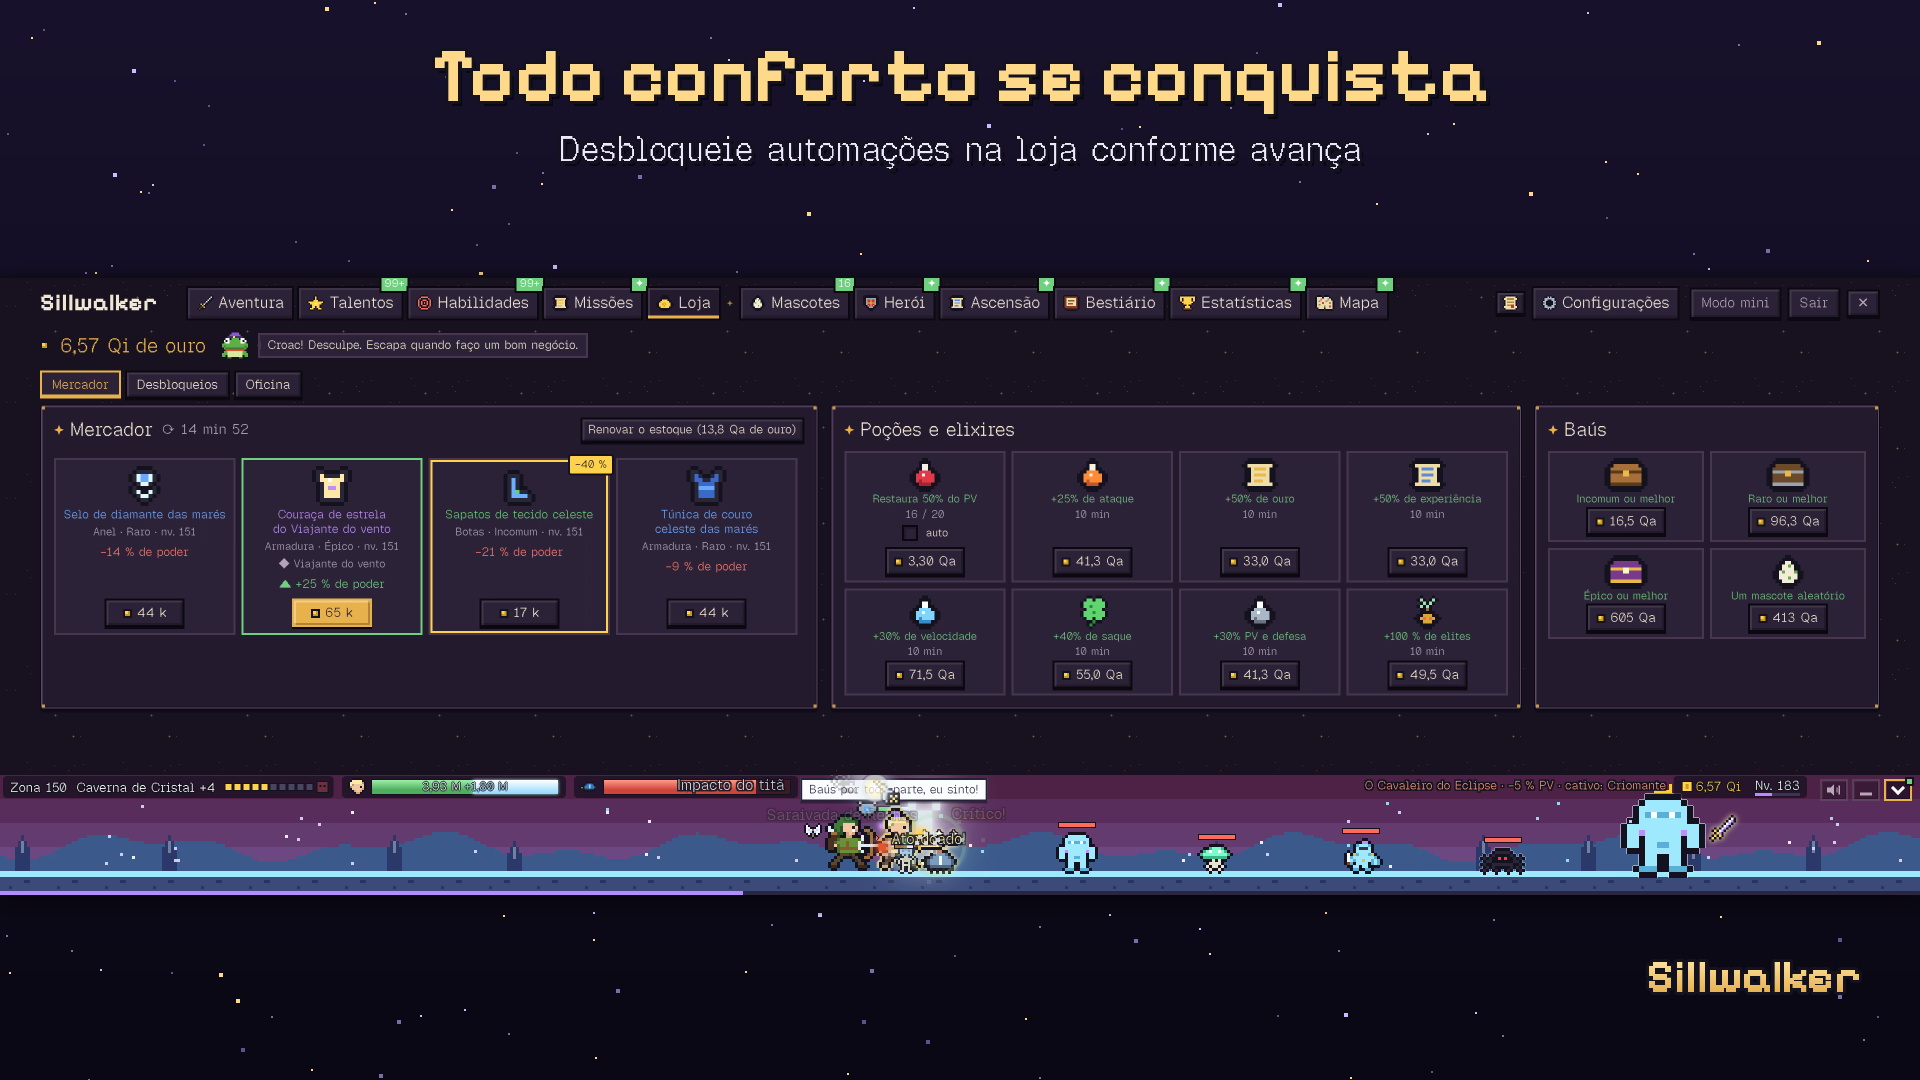 Todo conforto se conquista
Desbloqueie automações na loja conforme avança
Sillwalker
Aventura
Talentos
99+
Habilidades
99+
Missões
Loja
Mascotes
16
Herói
Ascensão
Bestiário
Estatísticas
Mapa
Configurações
Modo mini
Sair
×
6,57 Qi de ouro
Croac! Desculpe. Escapa quando faço um bom negócio.
Mercador
Desbloqueios
Oficina
Mercador
14 min 52
Renovar o estoque (13,8 Qa de ouro)
Selo de diamante das marés
Anel · Raro · nv. 151
-14 % de poder
44 k
Couraça de estrela
do Viajante do vento
Armadura · Épico · nv. 151
Viajante do vento
+25 % de poder
65 k
-40 %
Sapatos de tecido celeste
Botas · Incomum · nv. 151
-21 % de poder
17 k
Túnica de couro
celeste das marés
Armadura · Raro · nv. 151
-9 % de poder
44 k
Poções e elixires
Restaura 50% do PV
16 / 20
auto
3,30 Qa
+25% de ataque
10 min
41,3 Qa
+50% de ouro
10 min
33,0 Qa
+50% de experiência
10 min
33,0 Qa
+30% de velocidade
10 min
71,5 Qa
+40% de saque
10 min
55,0 Qa
+30% PV e defesa
10 min
41,3 Qa
+100 % de elites
10 min
49,5 Qa
Baús
Incomum ou melhor
16,5 Qa
Raro ou melhor
96,3 Qa
Épico ou melhor
605 Qa
Um mascote aleatório
413 Qa
Zona 150 Caverna de Cristal +4
3,98 M +1,80 M
Impacto do titã
Baús por toda parte, eu sinto!
O Cavaleiro do Eclipse · -5 % PV · cativo: Criomante
6,57 Qi
Nv. 183
Crítico!
Atordoado!
Sillwalker